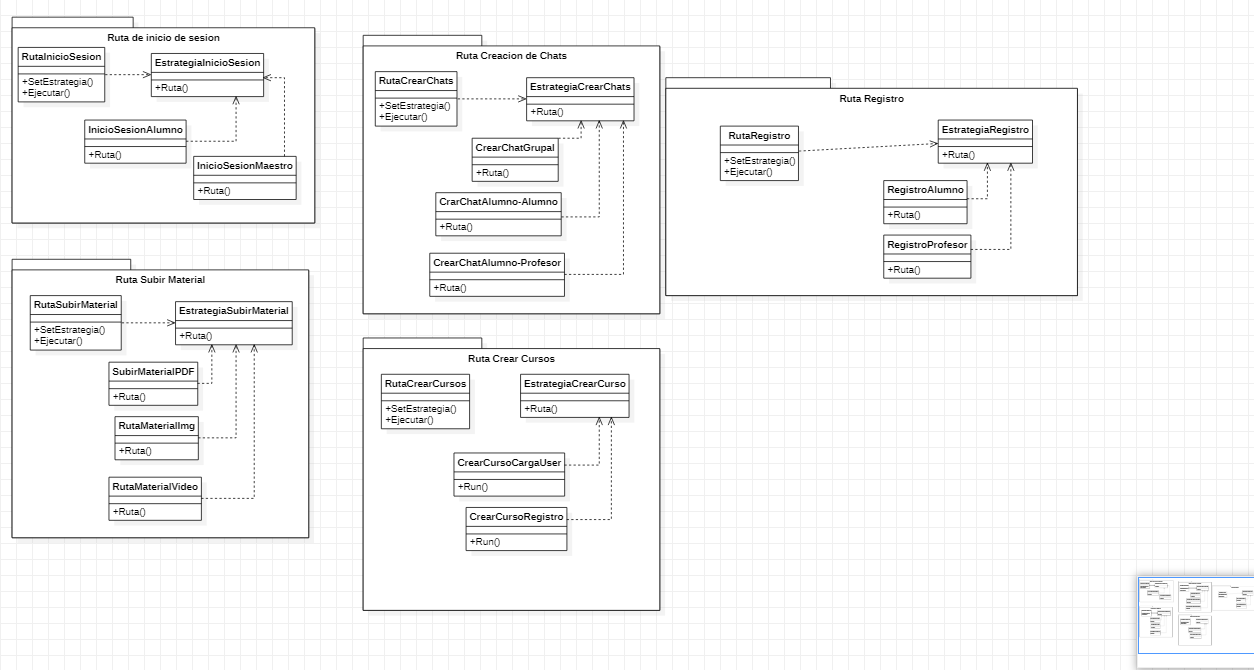 Ruta de inicio de sesion
RutaInicioSesion
+SetEstrategia()
+Ejecutar()
EstrategiaInicioSesion
+Ruta()
InicioSesionAlumno
+Ruta()
InicioSesionMaestro
+Ruta()
Ruta Creacion de Chats
RutaCrearChats
+SetEstrategia()
+Ejecutar()
EstrategiaCrearChats
+Ruta()
CrearChatGrupal
+Ruta()
CrarChatAlumno-Alumno
+Ruta()
CrearChatAlumno-Profesor
+Ruta()
Ruta Registro
RutaRegistro
+SetEstrategia()
+Ejecutar()
EstrategiaRegistro
+Ruta()
RegistroAlumno
+Ruta()
RegistroProfesor
+Ruta()
Ruta Subir Material
RutaSubirMaterial
+SetEstrategia()
+Ejecutar()
EstrategiaSubirMaterial
+Ruta()
SubirMaterialPDF
+Ruta()
RutaMaterialImg
+Ruta()
RutaMaterialVideo
+Ruta()
Ruta Crear Cursos
RutaCrearCursos
+SetEstrategia()
+Ejecutar()
EstrategiaCrearCurso
+Ruta()
CrearCursoCargaUser
+Run()
CrearCursoRegistro
+Run()